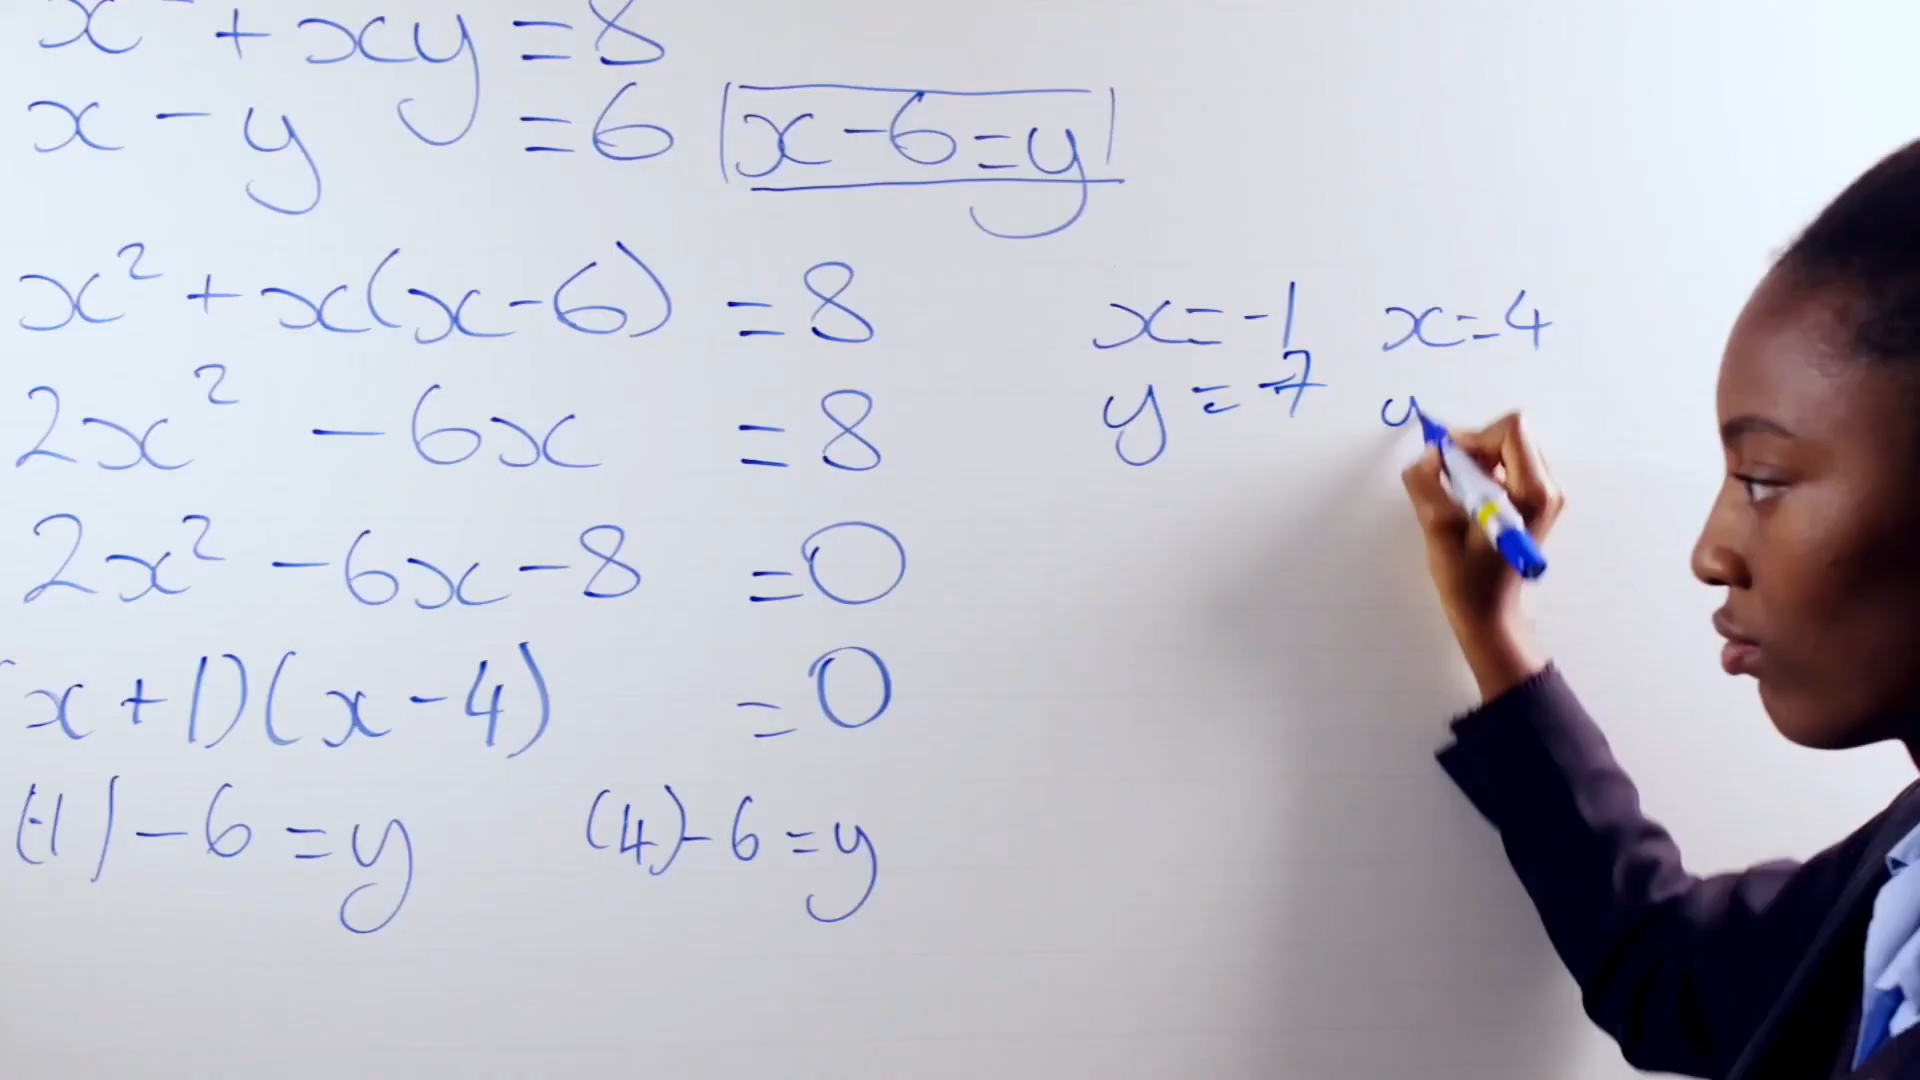 x² + xy = 8
x - y = 6 x - 6 = y
x² + x(x - 6) = 8
2x² - 6x = 8
2x² - 6x - 8 = 0
x + 1)(x - 4) = 0
(-1) - 6 = y (4) - 6 = y
x = -1 x = 4
y = -7 y